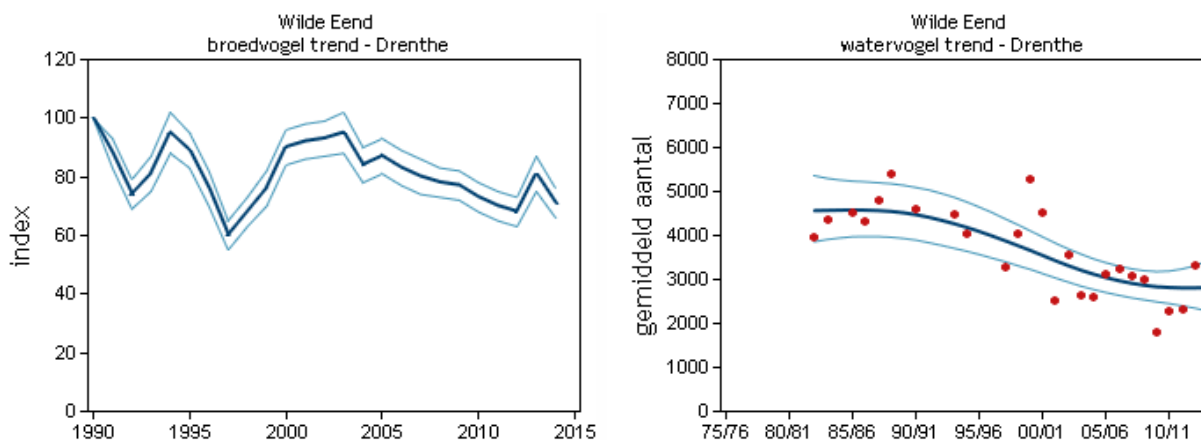 Wilde Eend
broedvogel trend - Drenthe
120
100
80
60
40
20
0
index
1990 1995 2000 2005 2010 2015
Wilde Eend
watervogel trend - Drenthe
8000
7000
6000
5000
4000
3000
2000
1000
0
gemiddeld aantal
75/76 80/81 85/86 90/91 95/96 00/01 05/06 10/11